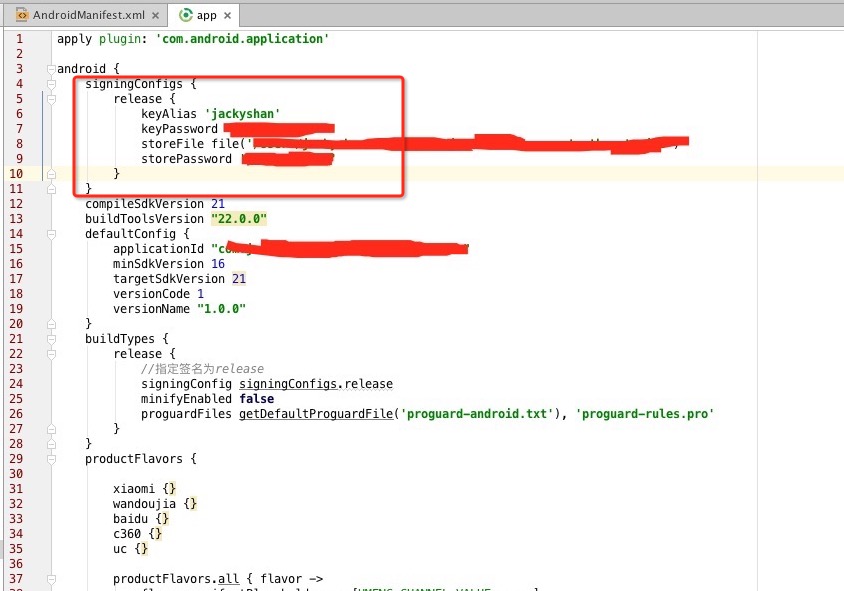 AndroidManifest.xml × app ×
1 apply plugin: 'com.android.application'
2
3 android {
4 signingConfigs {
5 release {
6 keyAlias 'jackyshan'
7 keyPassword
8 storeFile file('
9 storePassword
10 }
11 }
12 compileSdkVersion 21
13 buildToolsVersion "22.0.0"
14 defaultConfig {
15 applicationId "
16 minSdkVersion 16
17 targetSdkVersion 21
18 versionCode 1
19 versionName "1.0.0"
20 }
21 buildTypes {
22 release {
23 //指定签名为release
24 signingConfig signingConfigs.release
25 minifyEnabled false
26 proguardFiles getDefaultProguardFile('proguard-android.txt'), 'proguard-rules.pro'
27 }
28 }
29 productFlavors {
30
31 xiaomi {}
32 wandoujia {}
33 baidu {}
34 c360 {}
35 uc {}
36
37 productFlavors.all { flavor ->